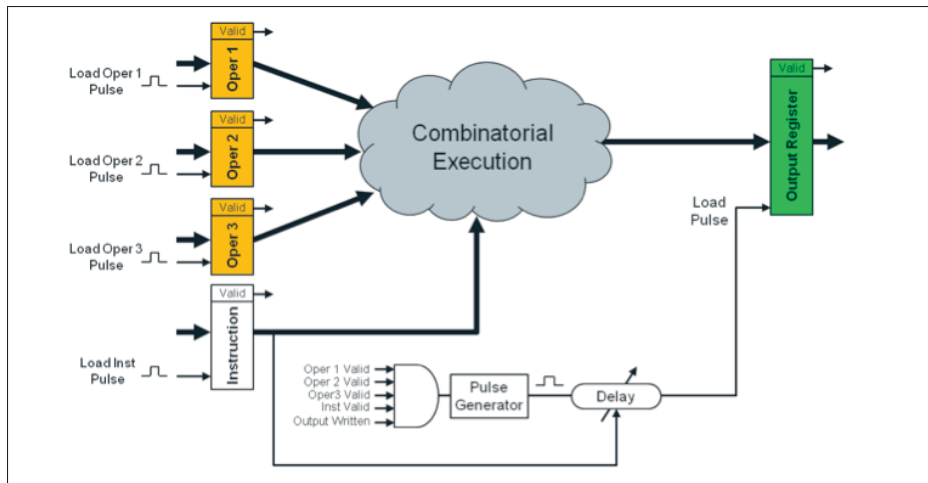 Valid
Oper 1
Load Oper 1
Pulse
Valid
Oper 2
Load Oper 2
Pulse
Valid
Oper 3
Load Oper 3
Pulse
Valid
Instruction
Load Inst
Pulse
Combinatorial
Execution
Valid
Output Register
Load
Pulse
Oper 1 Valid
Oper 2 Valid
Oper3 Valid
Inst Valid
Output Written
Pulse
Generator
Delay